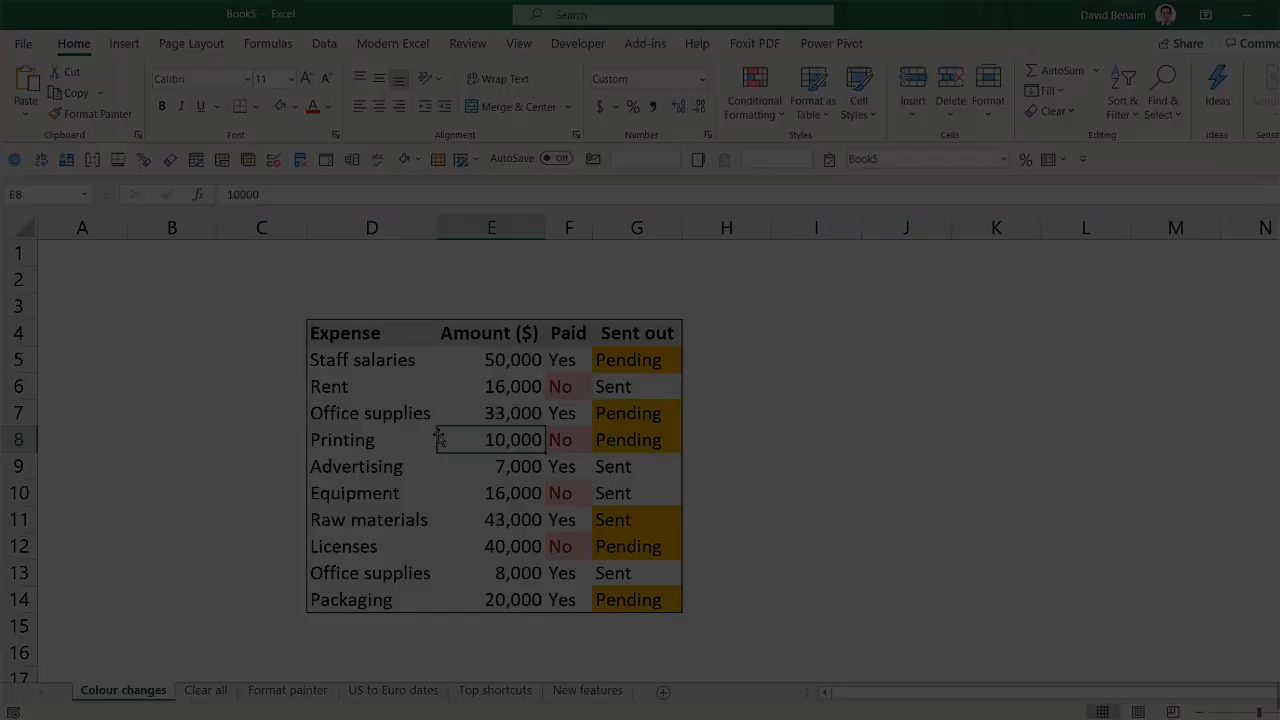 Book5 - Excel
Search
David Benaim
File Home Insert Page Layout Formulas Data Modern Excel Review View Developer Add-ins Help Foxit PDF Power Pivot Share Comme
Paste
Cut
Copy
Format Painter
Clipboard
Calibri 11
B I U
Font
Wrap Text
Merge & Center
Alignment
Custom
$ % ,
Number
Conditional Formatting
Format as Table
Cell Styles
Styles
Insert
Delete
Format
Cells
AutoSum
Fill
Clear
Sort & Filter
Find & Select
Editing
Ideas
Ideas
AutoSave Off
Book5
E8
fx
10000
A B C D E F G H I J K L M N
1
2
3
4 Expense Amount ($) Paid Sent out
5 Staff salaries 50,000 Yes Pending
6 Rent 16,000 No Sent
7 Office supplies 33,000 Yes Pending
8 Printing 10,000 No Pending
9 Advertising 7,000 Yes Sent
10 Equipment 16,000 No Sent
11 Raw materials 43,000 Yes Sent
12 Licenses 40,000 No Pending
13 Office supplies 8,000 Yes Sent
14 Packaging 20,000 Yes Pending
15
16
17
Colour changes Clear all Format painter US to Euro dates Top shortcuts New features